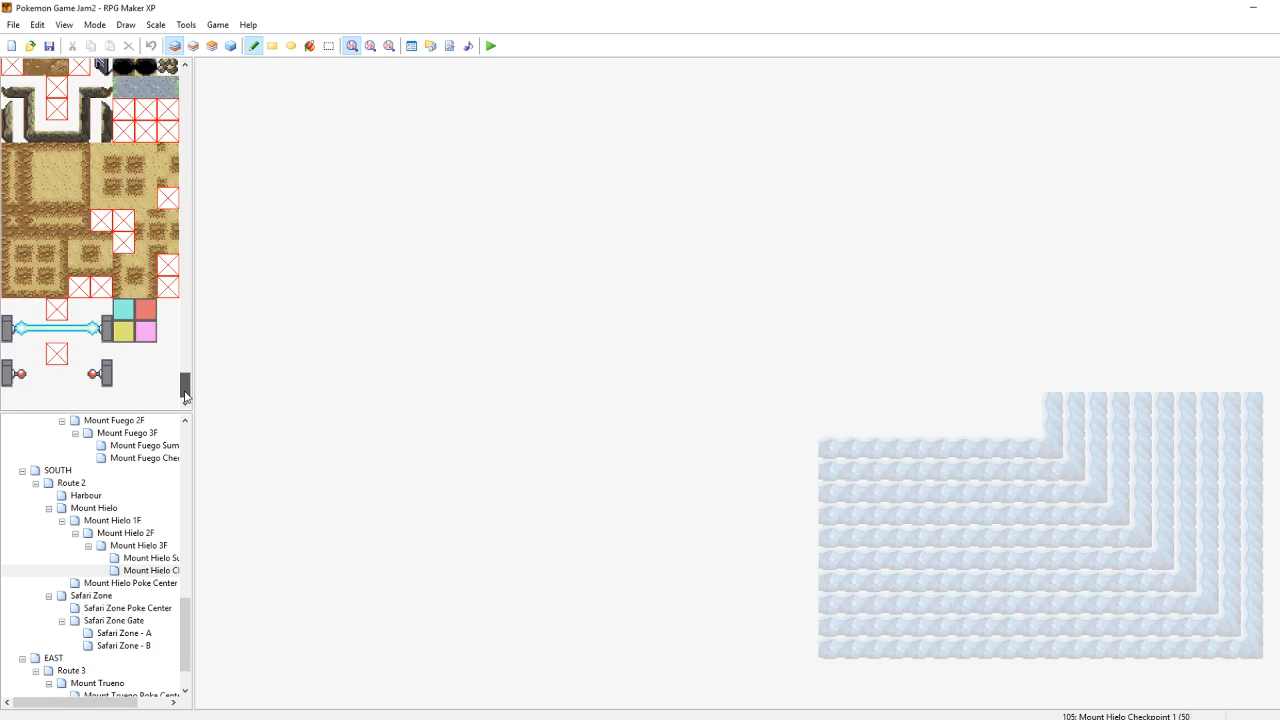 Pokemon Game Jam2 - RPG Maker XP
File Edit View Mode Draw Scale Tools Game Help
Mount Fuego 2F
Mount Fuego 3F
Mount Fuego Sum
Mount Fuego Che
SOUTH
Route 2
Harbour
Mount Hielo
Mount Hielo 1F
Mount Hielo 2F
Mount Hielo 3F
Mount Hielo Su
Mount Hielo Cl
Mount Hielo Poke Center
Safari Zone
Safari Zone Poke Center
Safari Zone Gate
Safari Zone - A
Safari Zone - B
EAST
Route 3
Mount Trueno
Mount Trueno Poke Cent
105: Mount Hielo Checkpoint 1 (50